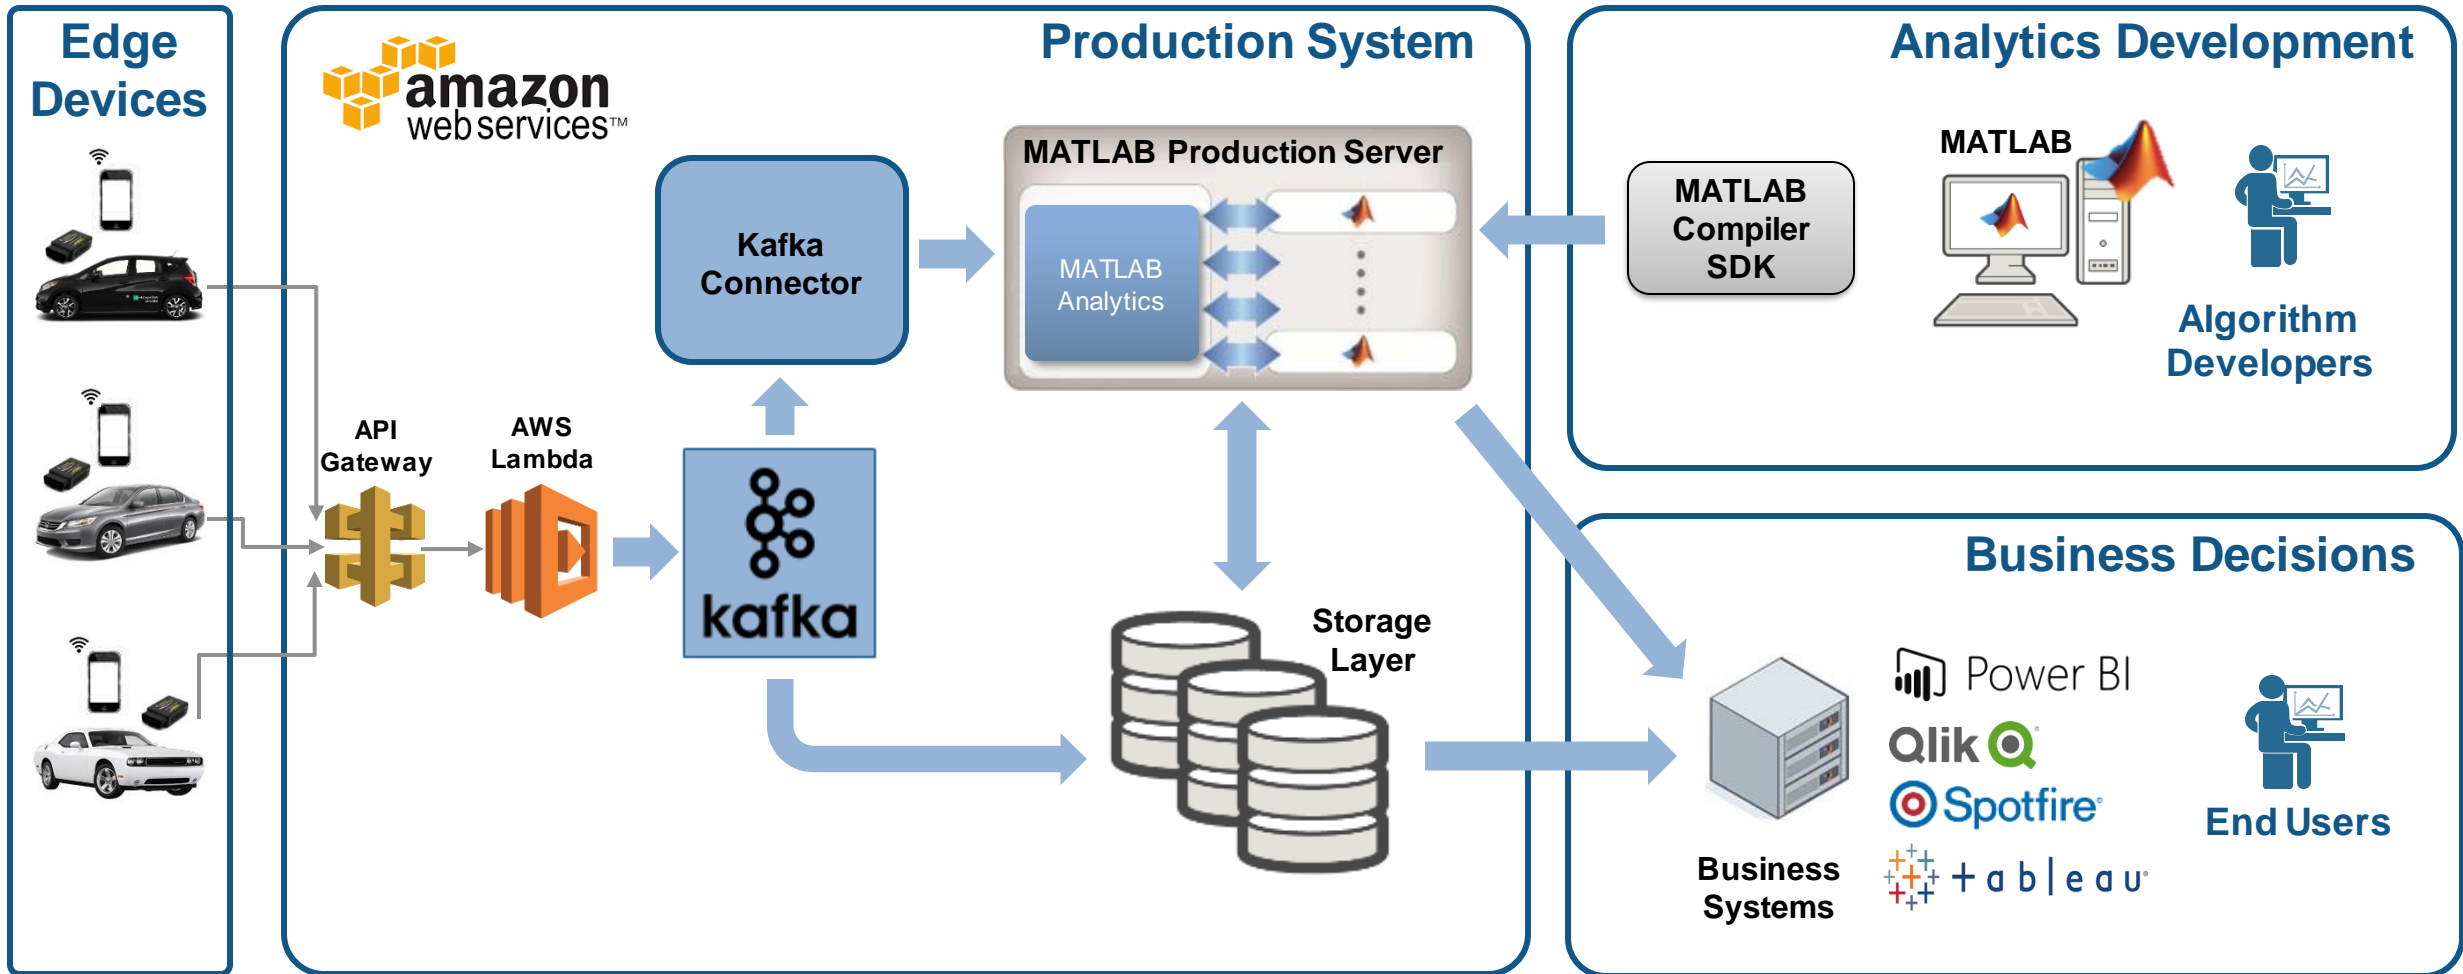 Edge
Devices
amazon
web services™
Production System
Kafka
Connector
MATLAB Production Server
MATLAB
Analytics
API
Gateway
AWS
Lambda
kafka
Storage
Layer
Analytics Development
MATLAB
Compiler
SDK
MATLAB
Algorithm
Developers
Business Decisions
Business
Systems
Power BI
Qlik
Spotfire®
+ableau®
End Users